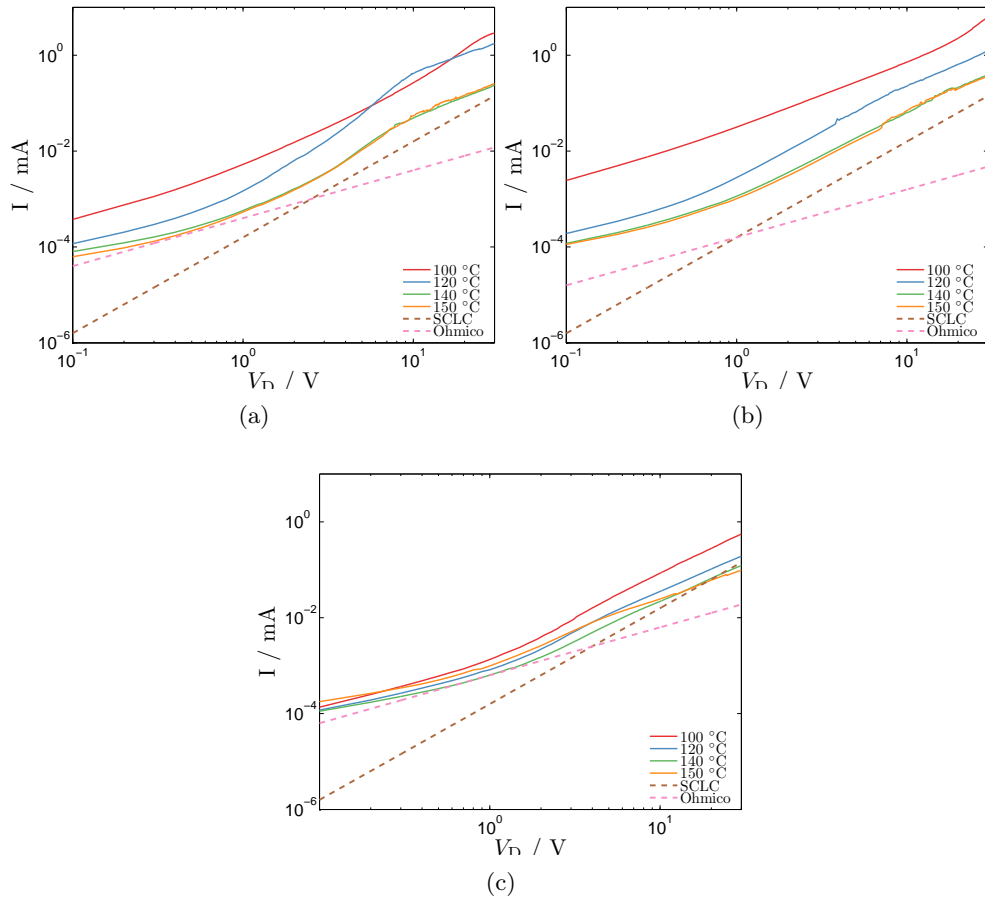 I / mA
10^0
10^-2
10^-4
10^-6
10^-1
10^0
10^1
V_D / V
100 °C
120 °C
140 °C
150 °C
SCLC
Ohmico
(a)
I / mA
10^0
10^-2
10^-4
10^-6
10^-1
10^0
10^1
V_D / V
100 °C
120 °C
140 °C
150 °C
SCLC
Ohmico
(b)
I / mA
10^0
10^-2
10^-4
10^-6
10^0
10^1
V_D / V
100 °C
120 °C
140 °C
150 °C
SCLC
Ohmico
(c)